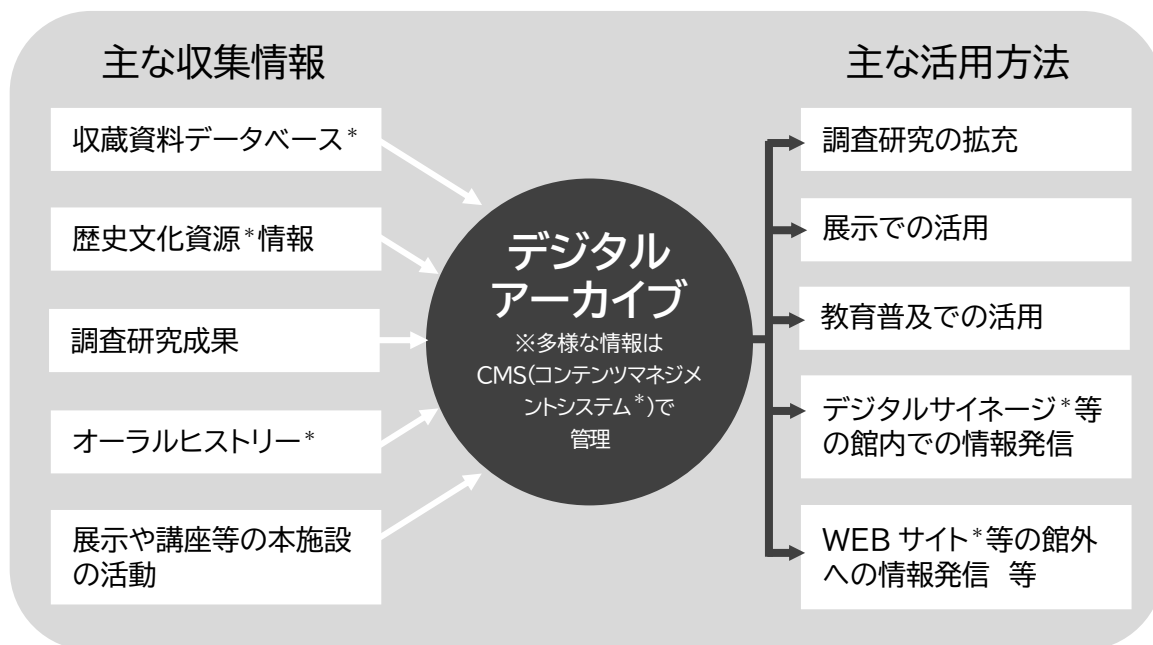 主な収集情報
収蔵資料データベース*
歴史文化資源*情報
調査研究成果
オーラルヒストリー*
展示や講座等の本施設
の活動
デジタル
アーカイブ
※多様な情報は
CMS(コンテンツマネジメ
ントシステム*)で
管理
主な活用方法
調査研究の拡充
展示での活用
教育普及での活用
デジタルサイネージ*等
の館内での情報発信
WEB サイト*等の館外
への情報発信 等